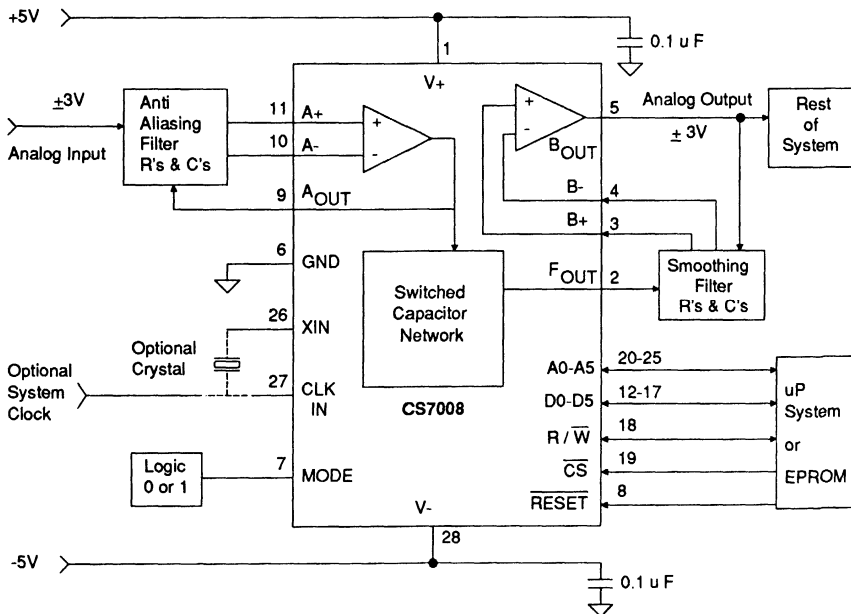 +5V
0.1 u F
1
V+
±3V
Anti
Aliasing
Filter
R's & C's
Analog Input
11
A+
+
10
A-
-
9
A
OUT
+
-
B
OUT
5
Analog Output
± 3V
Rest
of
System
B-
4
B+
3
6
GND
Switched
Capacitor
Network
F
OUT
2
Smoothing
Filter
R's & C's
26
XIN
Optional
Crystal
Optional
System
Clock
27
CLK
IN
CS7008
A0-A5
20-25
D0-D5
12-17
R / W
18
CS
19
RESET
8
uP
System
or
EPROM
Logic
0 or 1
7
MODE
V-
28
-5V
0.1 u F